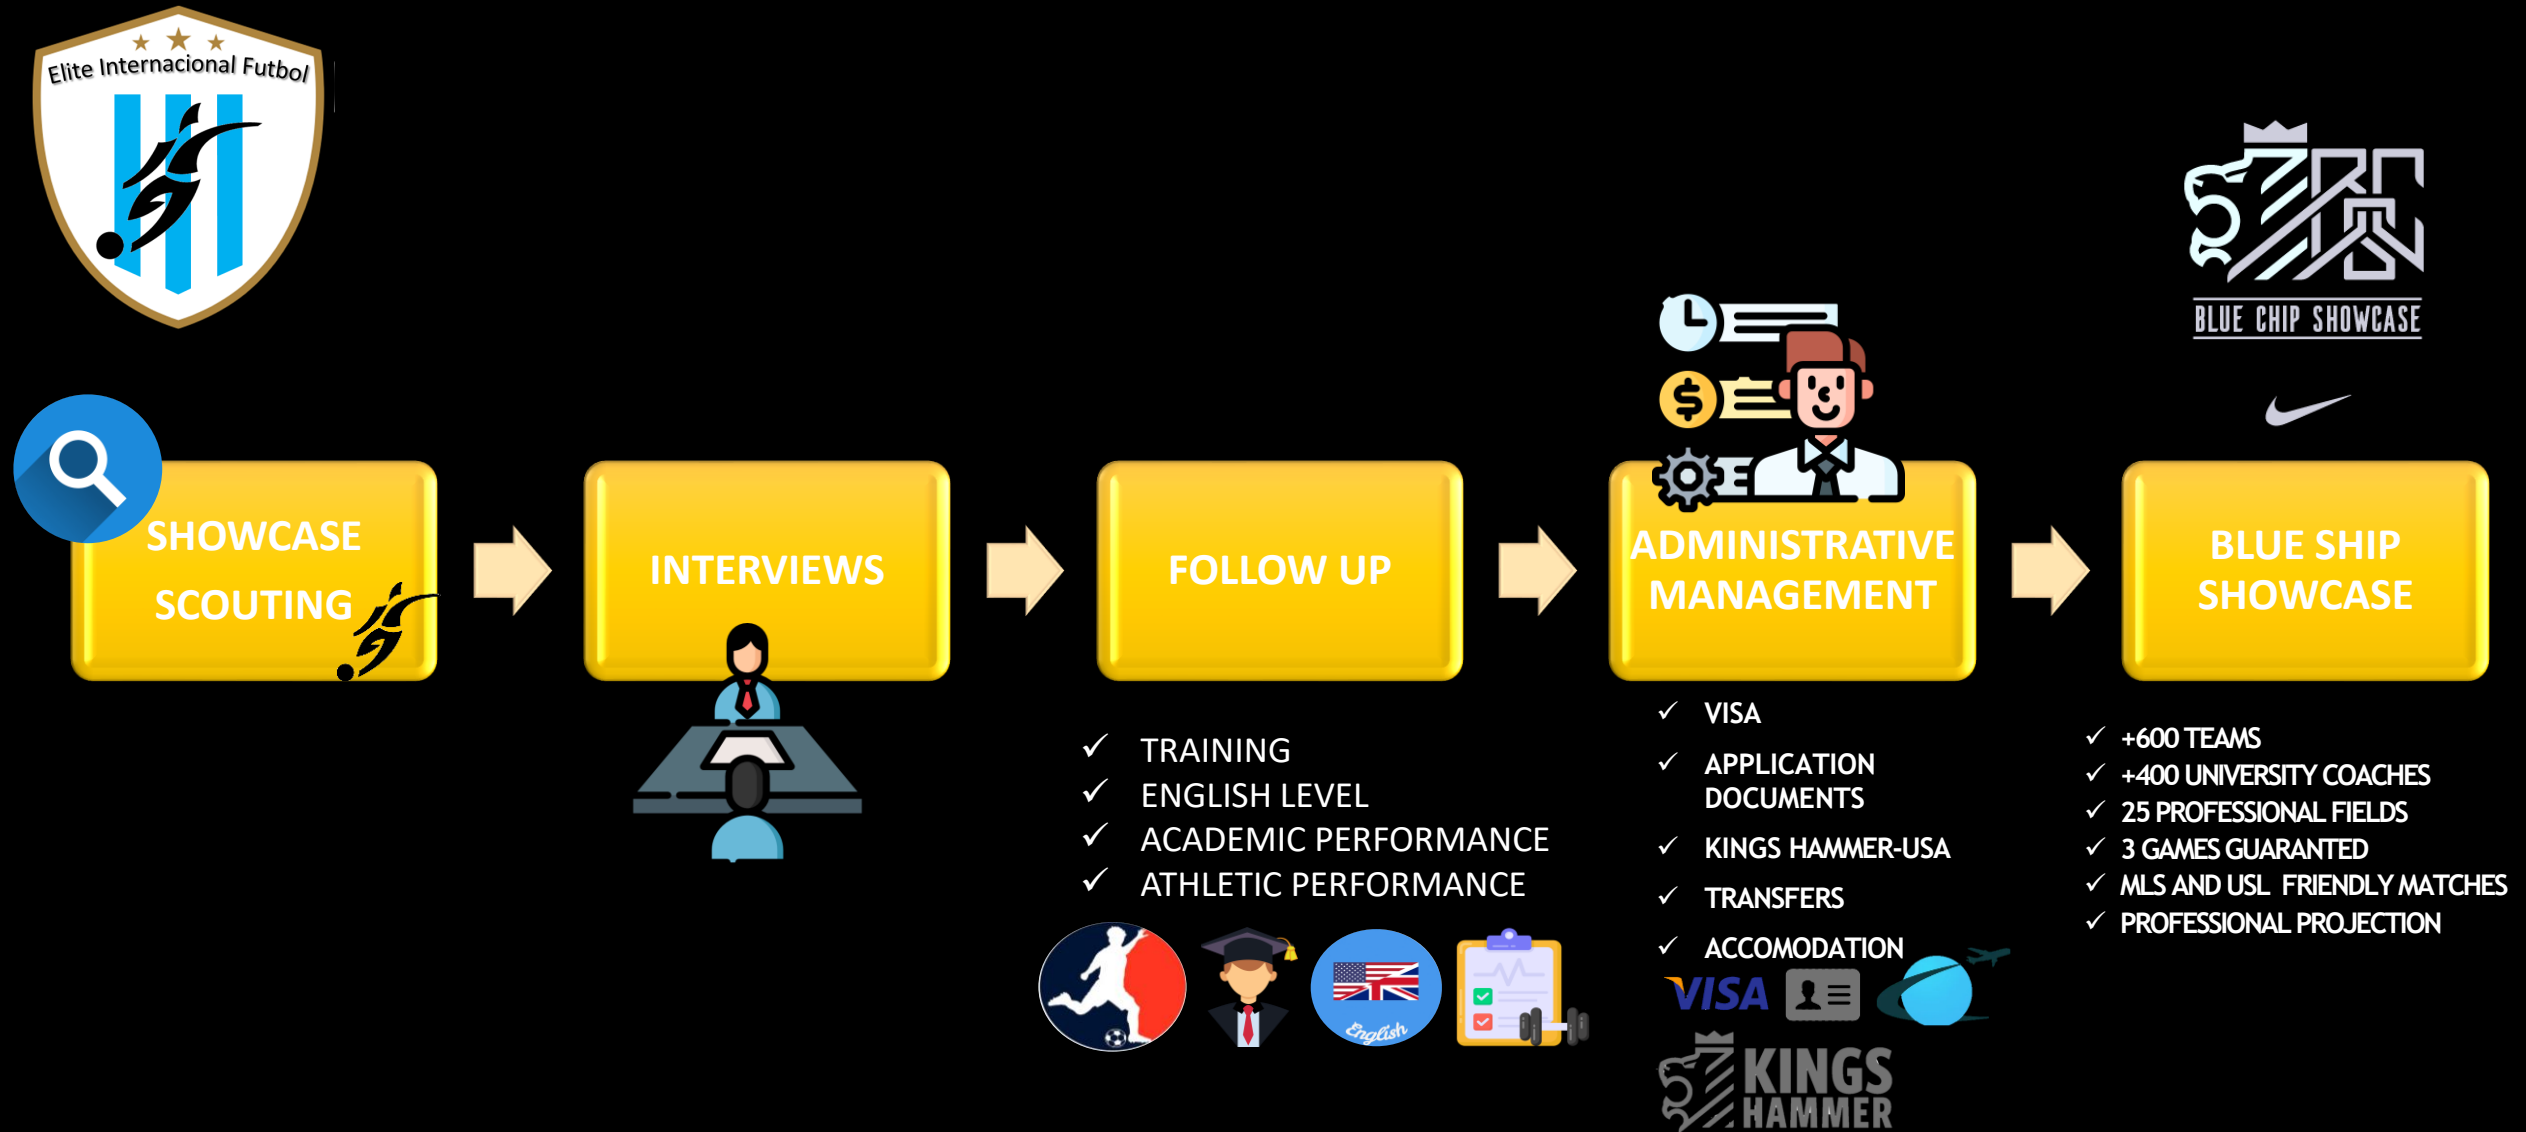 Elite Internacional Futbol
BLUE CHIP SHOWCASE
SHOWCASE
SCOUTING
INTERVIEWS
FOLLOW UP
TRAINING
ENGLISH LEVEL
ACADEMIC PERFORMANCE
ATHLETIC PERFORMANCE
English
ADMINISTRATIVE
MANAGEMENT
VISA
APPLICATION
DOCUMENTS
KINGS HAMMER-USA
TRANSFERS
ACCOMODATION
VISA
KINGS
HAMMER
BLUE SHIP
SHOWCASE
+600 TEAMS
+400 UNIVERSITY COACHES
25 PROFESSIONAL FIELDS
3 GAMES GUARANTED
MLS AND USL FRIENDLY MATCHES
PROFESSIONAL PROJECTION